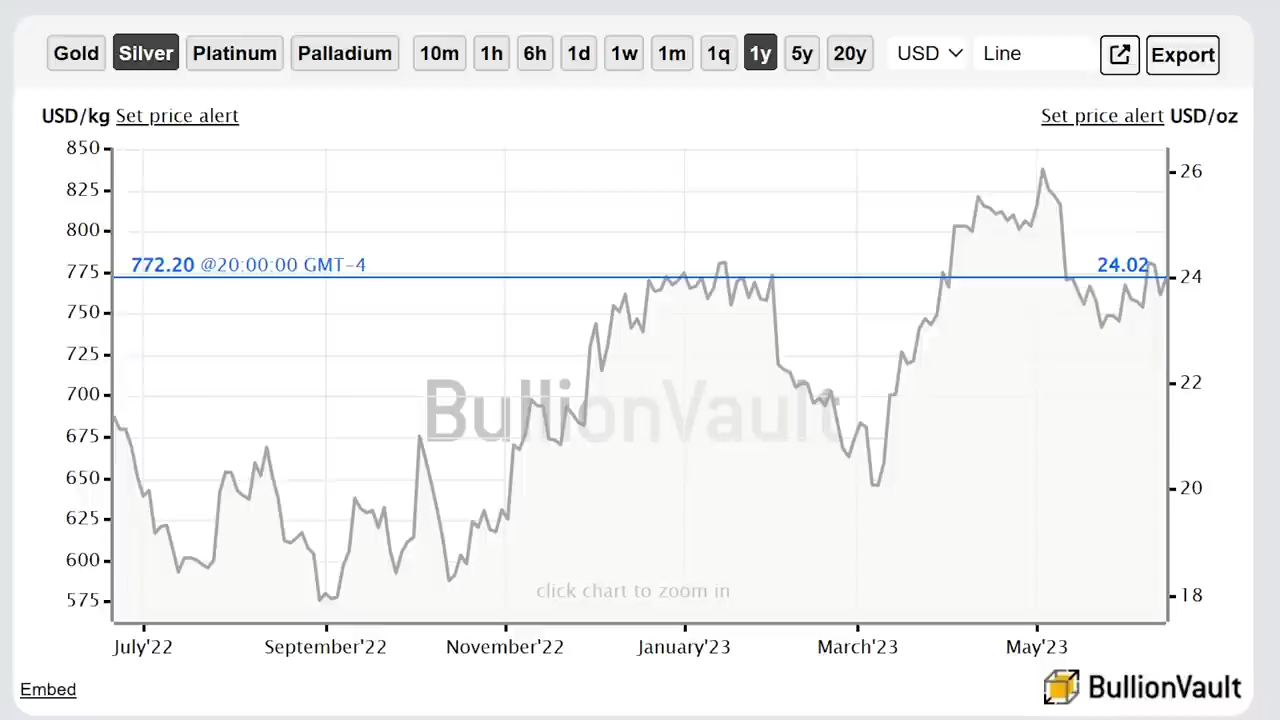 Gold Silver Platinum Palladium 10m 1h 6h 1d 1w 1m 1q 1y 5y 20y USD Line Export
USD/kg Set price alert Set price alert USD/oz
850
26
825
800
772.20 @20:00:00 GMT-4 24.02
775 24
750
725
22
700
BullionVault
675
650
20
625
600
click chart to zoom in
575 18
July'22 September'22 November'22 January'23 March'23 May'23
Embed
BullionVault